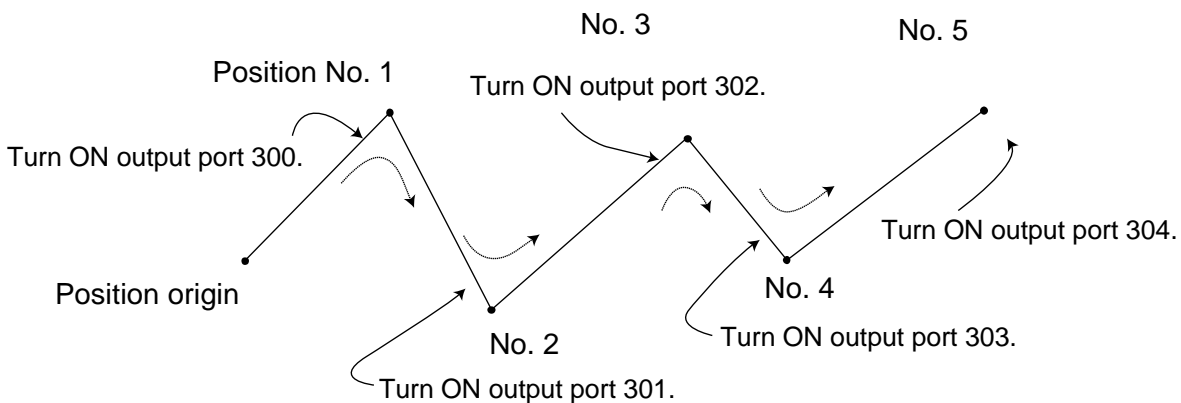 No. 3
No. 5
Position No. 1
Turn ON output port 302.
Turn ON output port 300.
Turn ON output port 304.
Position origin
No. 4
Turn ON output port 303.
No. 2
Turn ON output port 301.